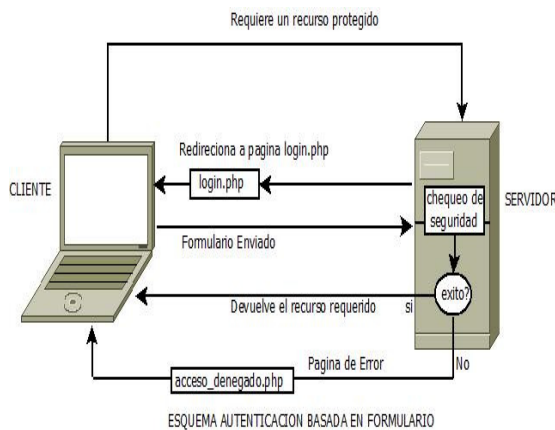 Requiere un recurso protegido
Redireciona a pagina login.php
login.php
CLIENTE
SERVIDOR
chequeo de
seguridad
Formulario Enviado
exito?
Devuelve el recurso requerido
si
Pagina de Error
No
acceso_denegado.php
ESQUEMA AUTENTICACION BASADA EN FORMULARIO